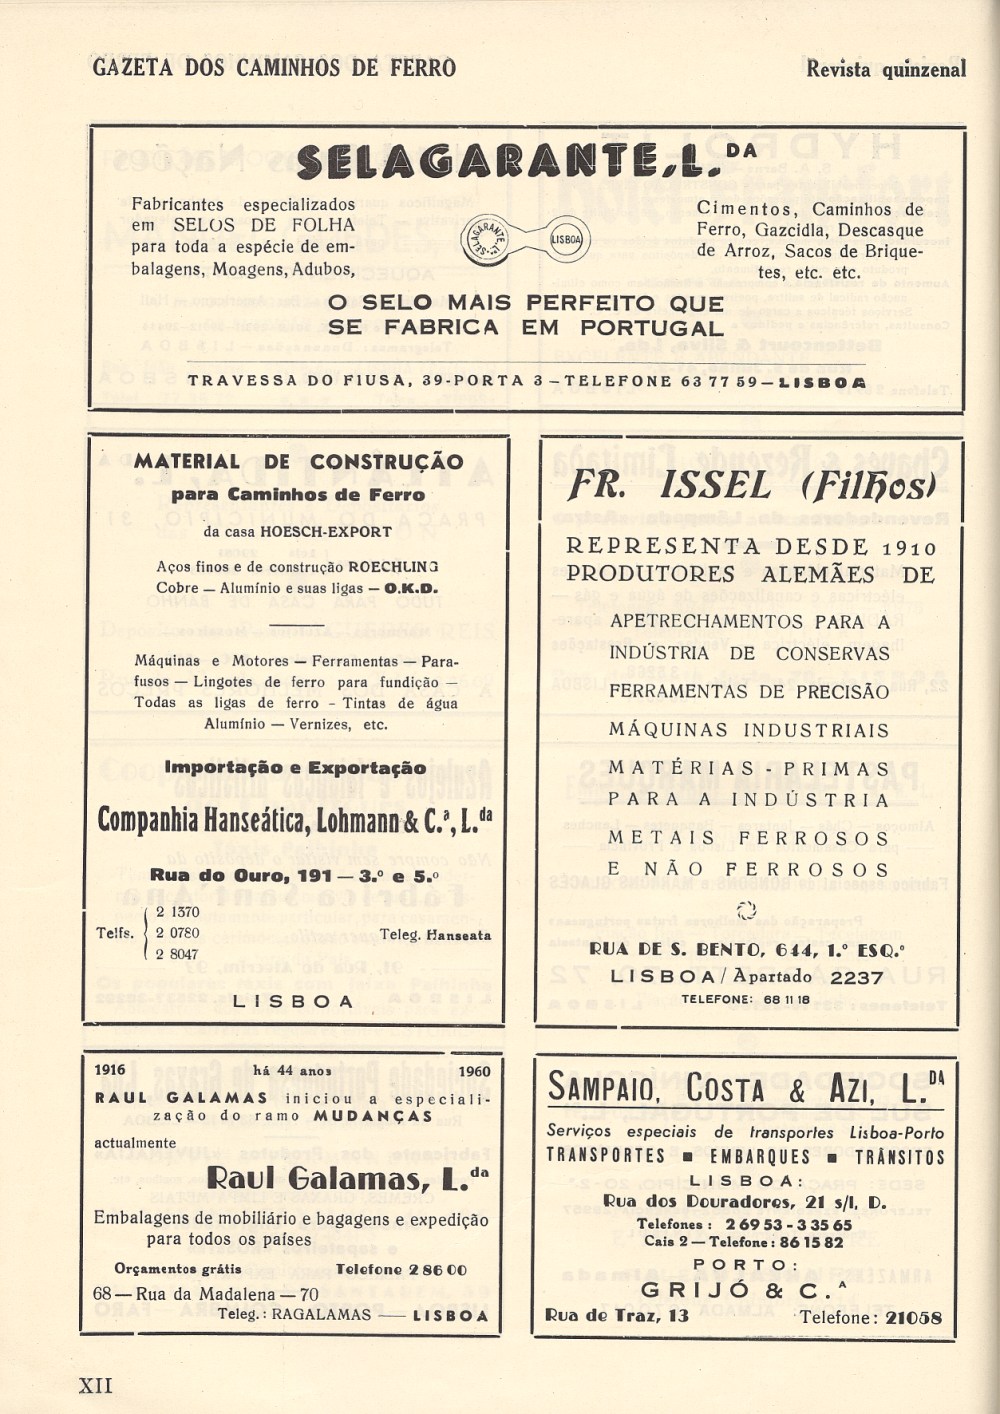 GAZETA DOS CAMINHOS DE FERRO
Revista quinzenal
SELAGARANTE, L.DA
Fabricantes especializados
em SELOS DE FOLHA
para toda a espécie de em-
balagens, Moagens, Adubos,
SELAGARANTE, L.
LISBOA
Cimentos, Caminhos de
Ferro, Gazcidla, Descasque
de Arroz, Sacos de Brique-
tes, etc. etc.
O SELO MAIS PERFEITO QUE
SE FABRICA EM PORTUGAL
TRAVESSA DO FIUSA, 39-PORTA 3 – TELEFONE 63 77 59 – LISBOA
MATERIAL DE CONSTRUÇÃO
para Caminhos de Ferro
da casa HOESCH-EXPORT
Aços finos e de construção ROECHLING
Cobre — Alumínio e suas ligas — O.K.D.
Máquinas e Motores — Ferramentas — Para-
fusos — Lingotes de ferro para fundição —
Todas as ligas de ferro - Tintas de água
Alumínio — Vernizes, etc.
Importação e Exportação
Companhia Hanseática, Lohmann & C.ª, L.da
Rua do Ouro, 191 — 3.º e 5.º
Telfs.
2 1370
2 0780
2 8047
Teleg. Hanseata
LISBOA
FR. ISSEL (Filhos)
REPRESENTA DESDE 1910
PRODUTORES ALEMÃES DE
APETRECHAMENTOS PARA A
INDÚSTRIA DE CONSERVAS
FERRAMENTAS DE PRECISÃO
MÁQUINAS INDUSTRIAIS
MATÉRIAS - PRIMAS
PARA A INDÚSTRIA
METAIS FERROSOS
E NÃO FERROSOS
RUA DE S. BENTO, 644, 1.º ESQ.º
LISBOA / Apartado 2237
TELEFONE: 68 11 18
1916 há 44 anos 1960
RAUL GALAMAS iniciou a especiali-
zação do ramo MUDANÇAS
actualmente
Raul Galamas, L.da
Embalagens de mobiliário e bagagens e expedição
para todos os países
Orçamentos grátis Telefone 2 86 00
68 — Rua da Madalena — 70
Teleg.: RAGALAMAS — LISBOA
SAMPAIO, COSTA & AZI, L.DA
Serviços especiais de transportes Lisboa-Porto
TRANSPORTES ■ EMBARQUES ■ TRÂNSITOS
LISBOA:
Rua dos Douradores, 21 s/l, D.
Telefones: 2 69 53 - 3 35 65
Cais 2 — Telefone: 86 15 82
PORTO:
GRIJÓ & C.ª
Rua de Traz, 13 Telefone: 21058
XII